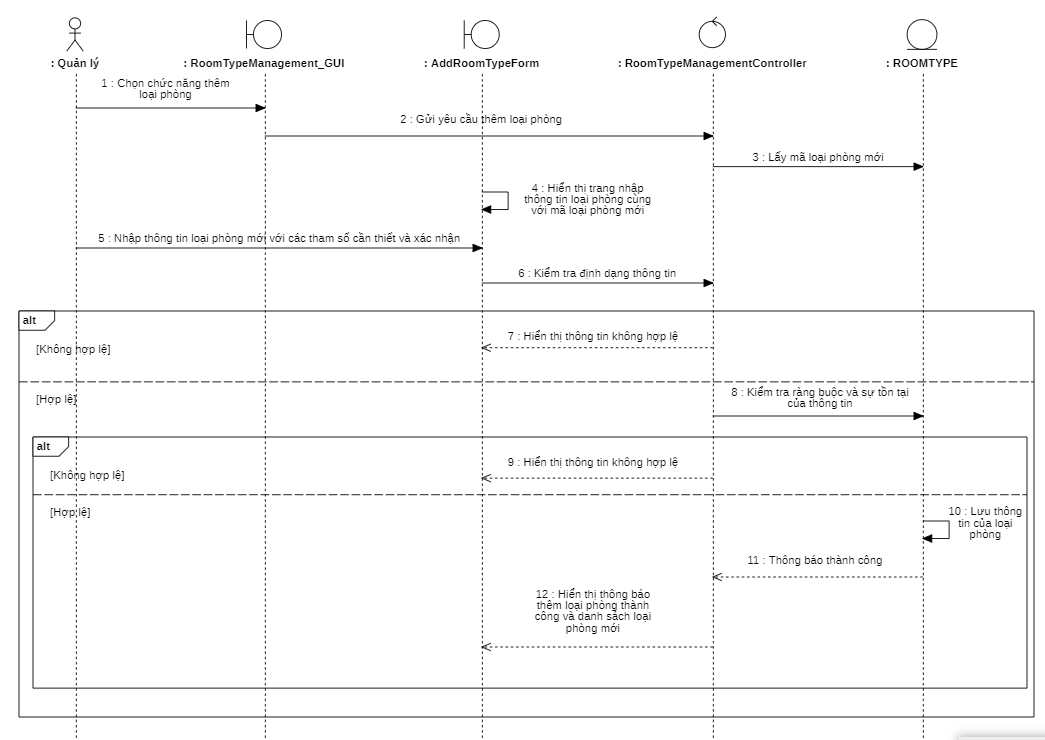 : Quản lý
: RoomTypeManagement_GUI
: AddRoomTypeForm
: RoomTypeManagementController
: ROOMTYPE
1 : Chọn chức năng thêm
loại phòng
2 : Gửi yêu cầu thêm loại phòng
3 : Lấy mã loại phòng mới
4 : Hiển thị trang nhập
thông tin loại phòng cùng
với mã loại phòng mới
5 : Nhập thông tin loại phòng mới với các tham số cần thiết và xác nhận
6 : Kiểm tra định dạng thông tin
alt
7 : Hiển thị thông tin không hợp lệ
[Không hợp lệ]
8 : Kiểm tra ràng buộc và sự tồn tại
của thông tin
[Hợp lệ]
alt
9 : Hiển thị thông tin không hợp lệ
[Không hợp lệ]
[Hợp lệ]
10 : Lưu thông
tin của loại
phòng
11 : Thông báo thành công
12 : Hiển thị thông báo
thêm loại phòng thành
công và danh sách loại
phòng mới